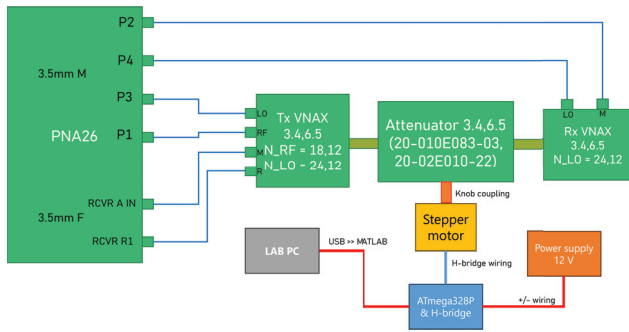 P2
P4
3.5mm M
P3
PNA26
P1
3.5mm F
RCVR A IN
RCVR R1
LO
RF
M
R
Tx VNAX
3.4,6.5
N_RF = 18,12
N_LO - 24,12
Attenuator 3.4,6.5
(20-010E083-03,
20-02E010-22)
LO
M
Rx VNAX
3.4,6.5
N_LO = 24,12
Knob coupling
Stepper
motor
LAB PC
USB >> MATLAB
H-bridge wiring
Power supply
12 V
ATmega328P
& H-bridge
+/- wiring